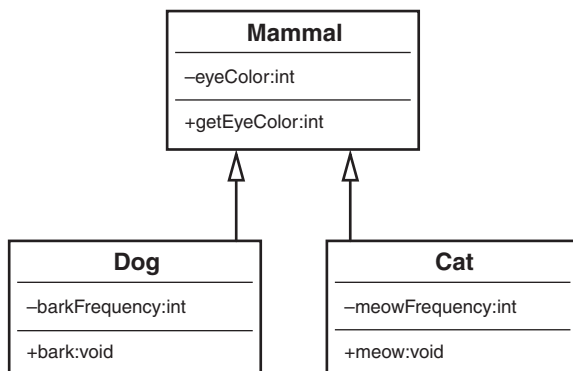 Mammal
–eyeColor:int
+getEyeColor:int
Dog
–barkFrequency:int
+bark:void
Cat
–meowFrequency:int
+meow:void